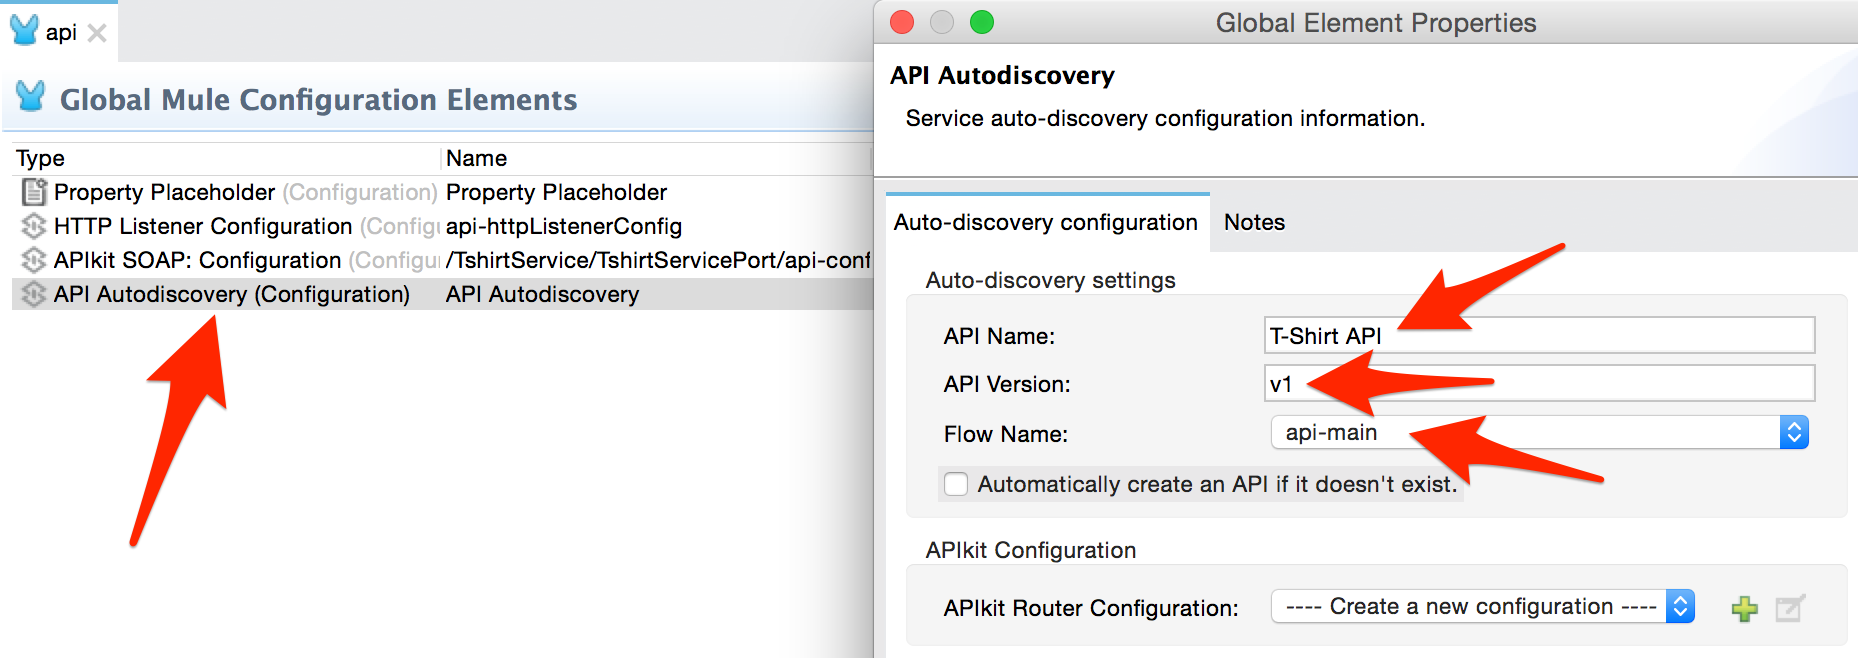 api
Global Mule Configuration Elements
Type Name
Property Placeholder (Configuration) Property Placeholder
HTTP Listener Configuration (Configu api-httpListenerConfig
APIkit SOAP: Configuration (Configur /TshirtService/TshirtServicePort/api-conf
API Autodiscovery (Configuration) API Autodiscovery
Global Element Properties
API Autodiscovery
Service auto-discovery configuration information.
Auto-discovery configuration Notes
Auto-discovery settings
API Name: T-Shirt API
API Version: v1
Flow Name: api-main
Automatically create an API if it doesn't exist.
APIkit Configuration
APIkit Router Configuration: ---- Create a new configuration ----